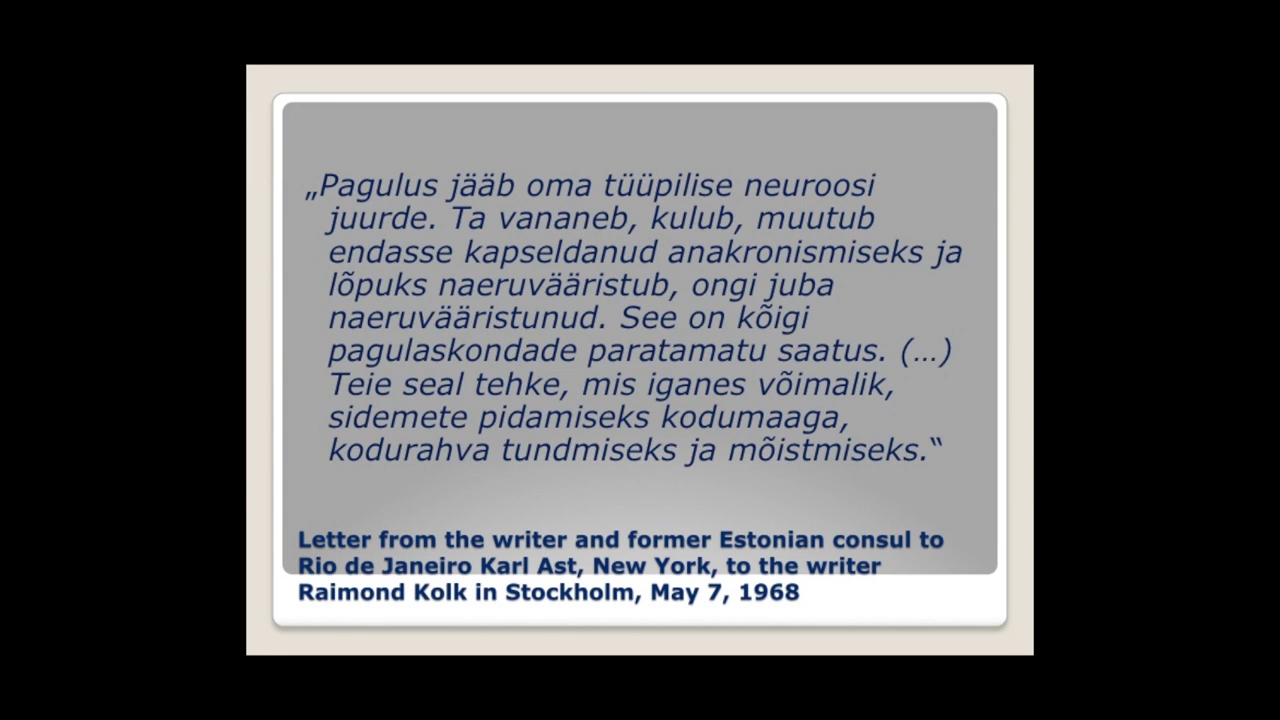 „Pagulus jääb oma tüüpilise neuroosi
juurde. Ta vananeb, kulub, muutub
endasse kapseldanud anakronismiseks ja
lõpuks naeruvääristub, ongi juba
naeruvääristunud. See on kõigi
pagulaskondade paratamatu saatus. (…)
Teie seal tehke, mis iganes võimalik,
sidemete pidamiseks kodumaaga,
kodurahva tundmiseks ja mõistmiseks.“
Letter from the writer and former Estonian consul to
Rio de Janeiro Karl Ast, New York, to the writer
Raimond Kolk in Stockholm, May 7, 1968